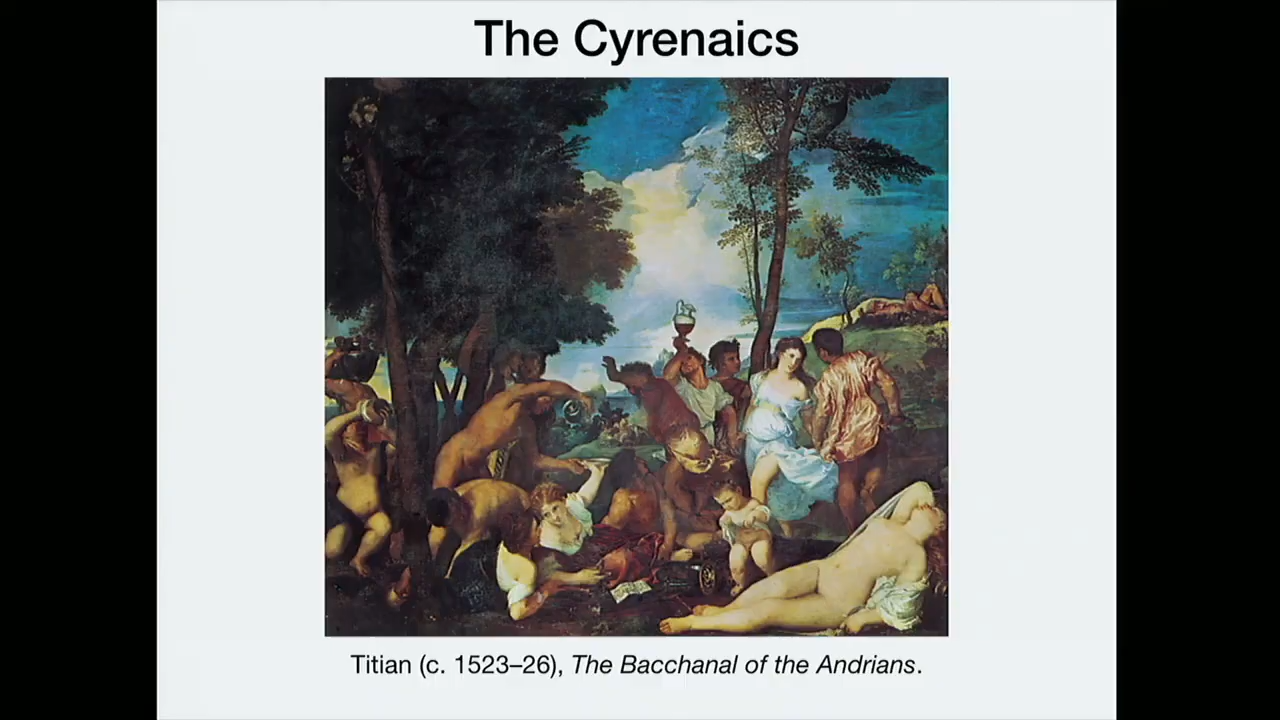 The Cyrenaics
Titian (c. 1523–26), The Bacchanal of the Andrians.